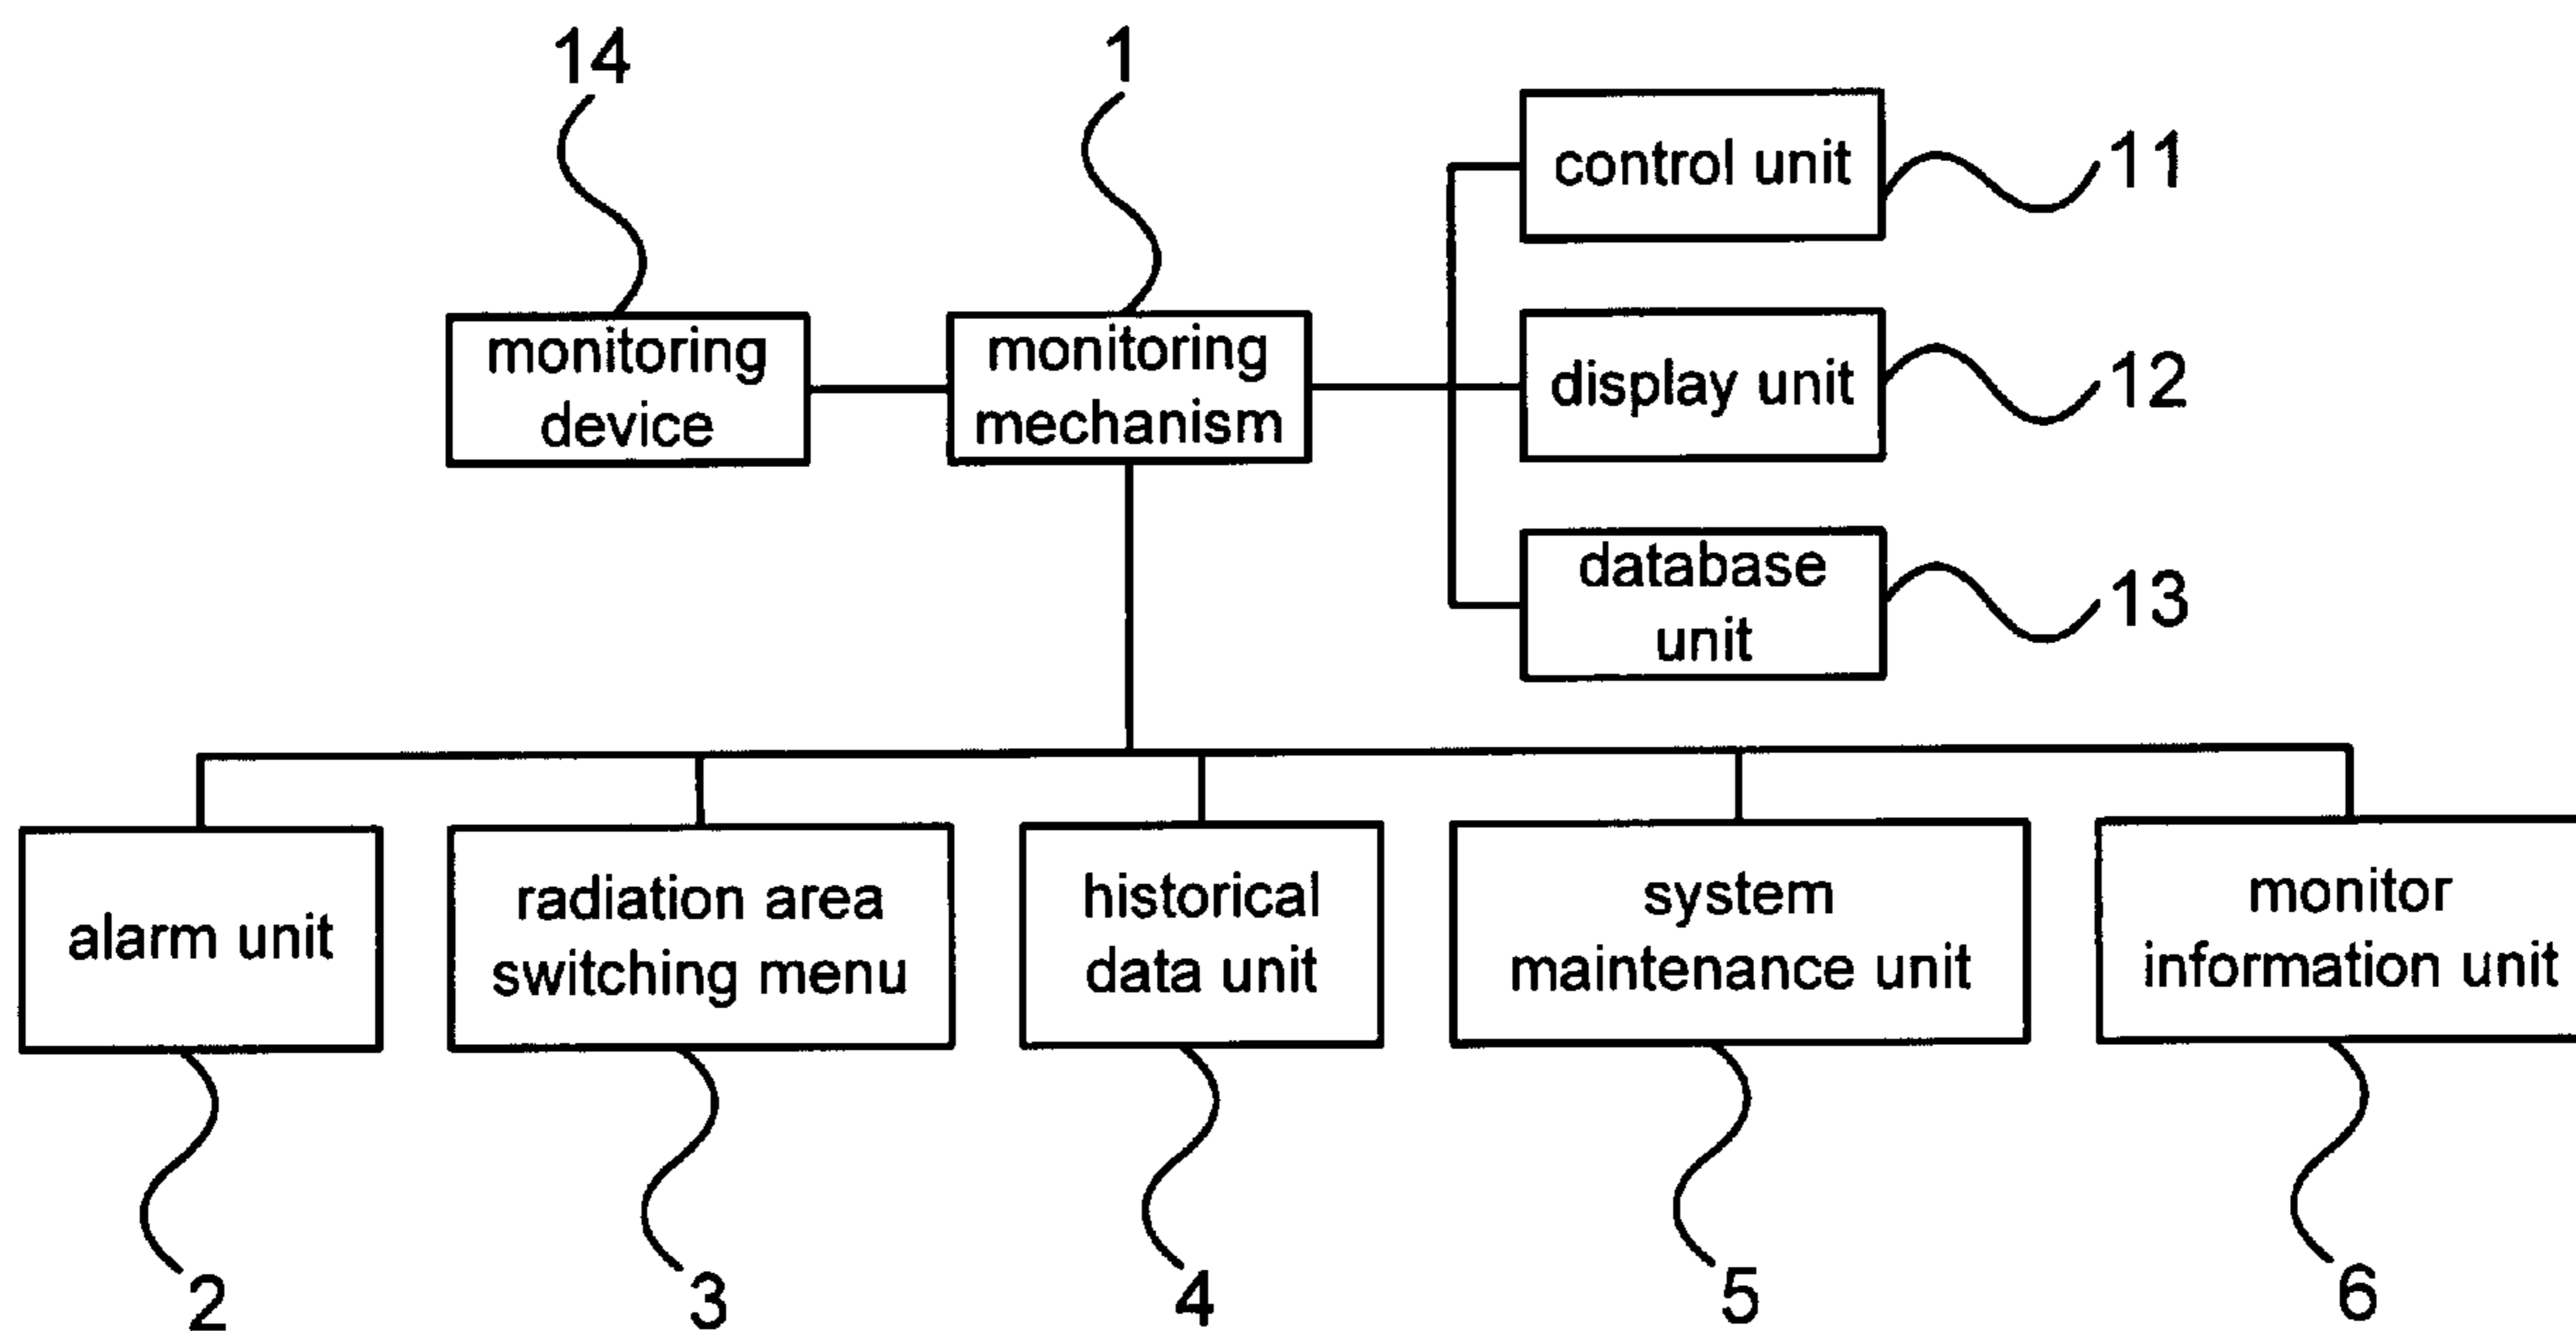 14
1
control unit
11
monitoring
device
monitoring
mechanism
display unit
12
database
unit
13
alarm unit
radiation area
switching menu
historical
data unit
system
maintenance unit
monitor
information unit
2
3
4
5
6